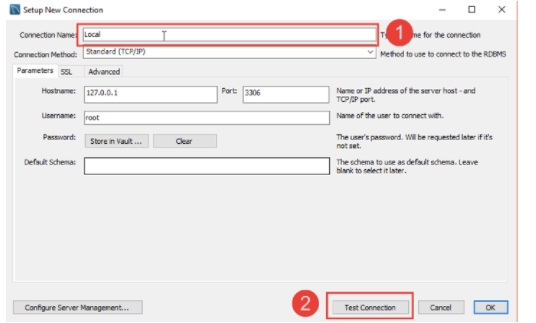 Setup New Connection
Connection Name: Local 1 T me for the connection
Connection Method: Standard (TCP/IP) Method to use to connect to the RDBMS
Parameters SSL Advanced
Hostname: 127.0.0.1 Port: 3306 Name or IP address of the server host - and
TCP/IP port.
Username: root Name of the user to connect with.
Password: Store in Vault ... Clear The user's password. Will be requested later if it's
not set.
Default Schema: The schema to use as default schema. Leave
blank to select it later.
Configure Server Management... 2 Test Connection Cancel OK